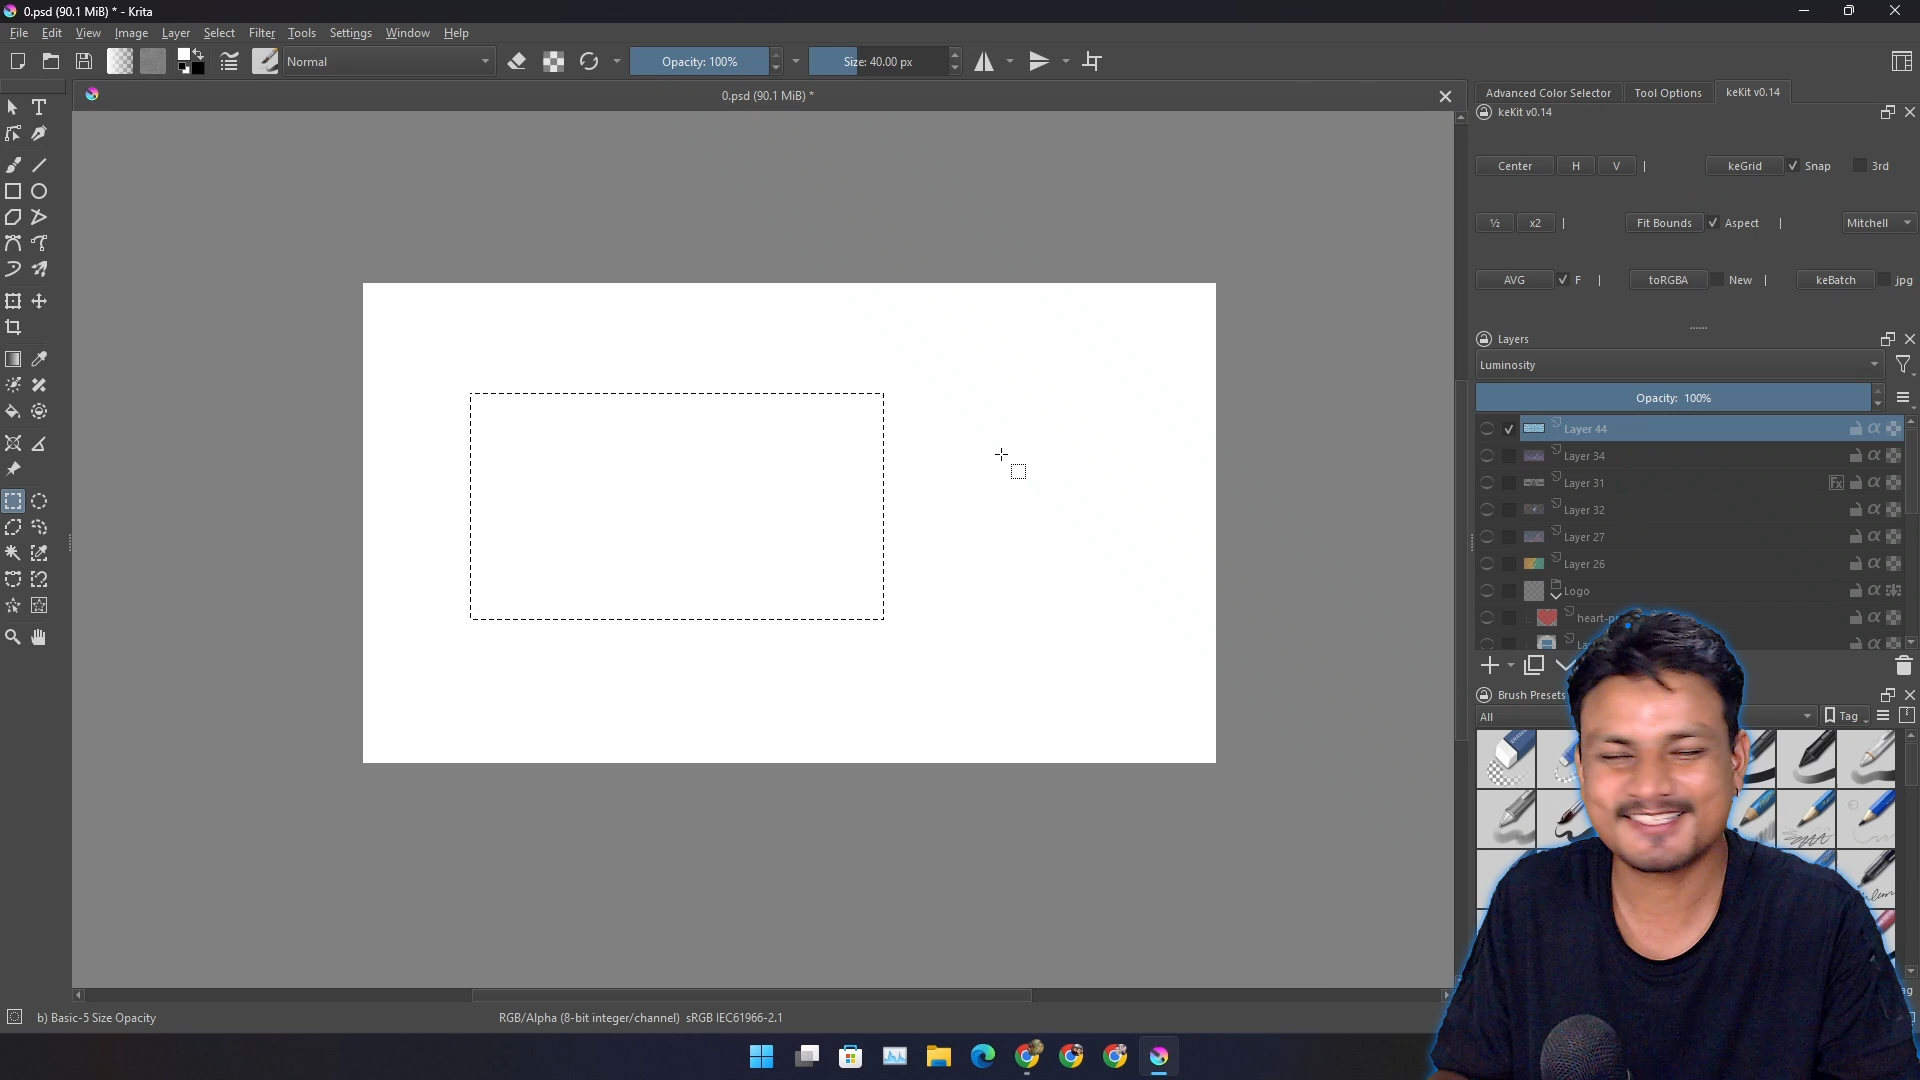 0.psd (90.1 MiB) * - Krita
File Edit View Image Layer Select Filter Tools Settings Window Help
Normal Opacity: 100% Size: 40.00 px
0.psd (90.1 MiB) *
Advanced Color Selector Tool Options keKit v0.14
keKit v0.14
Center H V | keGrid Snap 3rd
½ x2 | Fit Bounds Aspect | Mitchell
AVG F | toRGBA New | keBatch jpg
Layers
Luminosity
Opacity: 100%
Layer 44
Layer 34
Layer 31
Layer 32
Layer 27
Layer 26
Logo
Brush Presets
All Tag
b) Basic-5 Size Opacity RGB/Alpha (8-bit integer/channel) sRGB IEC61966-2.1